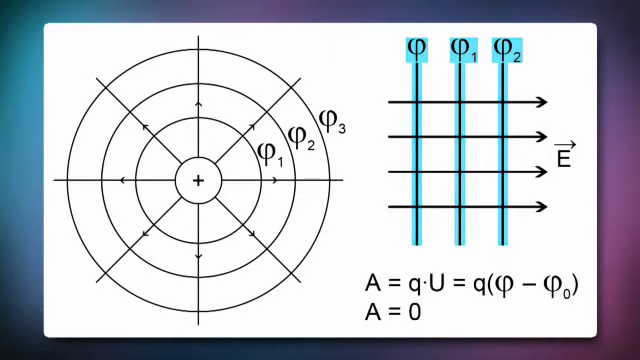 φ₁ φ₂ φ₃
+
φ φ₁ φ₂
E⃗
A = q·U = q(φ − φ₀)
A = 0